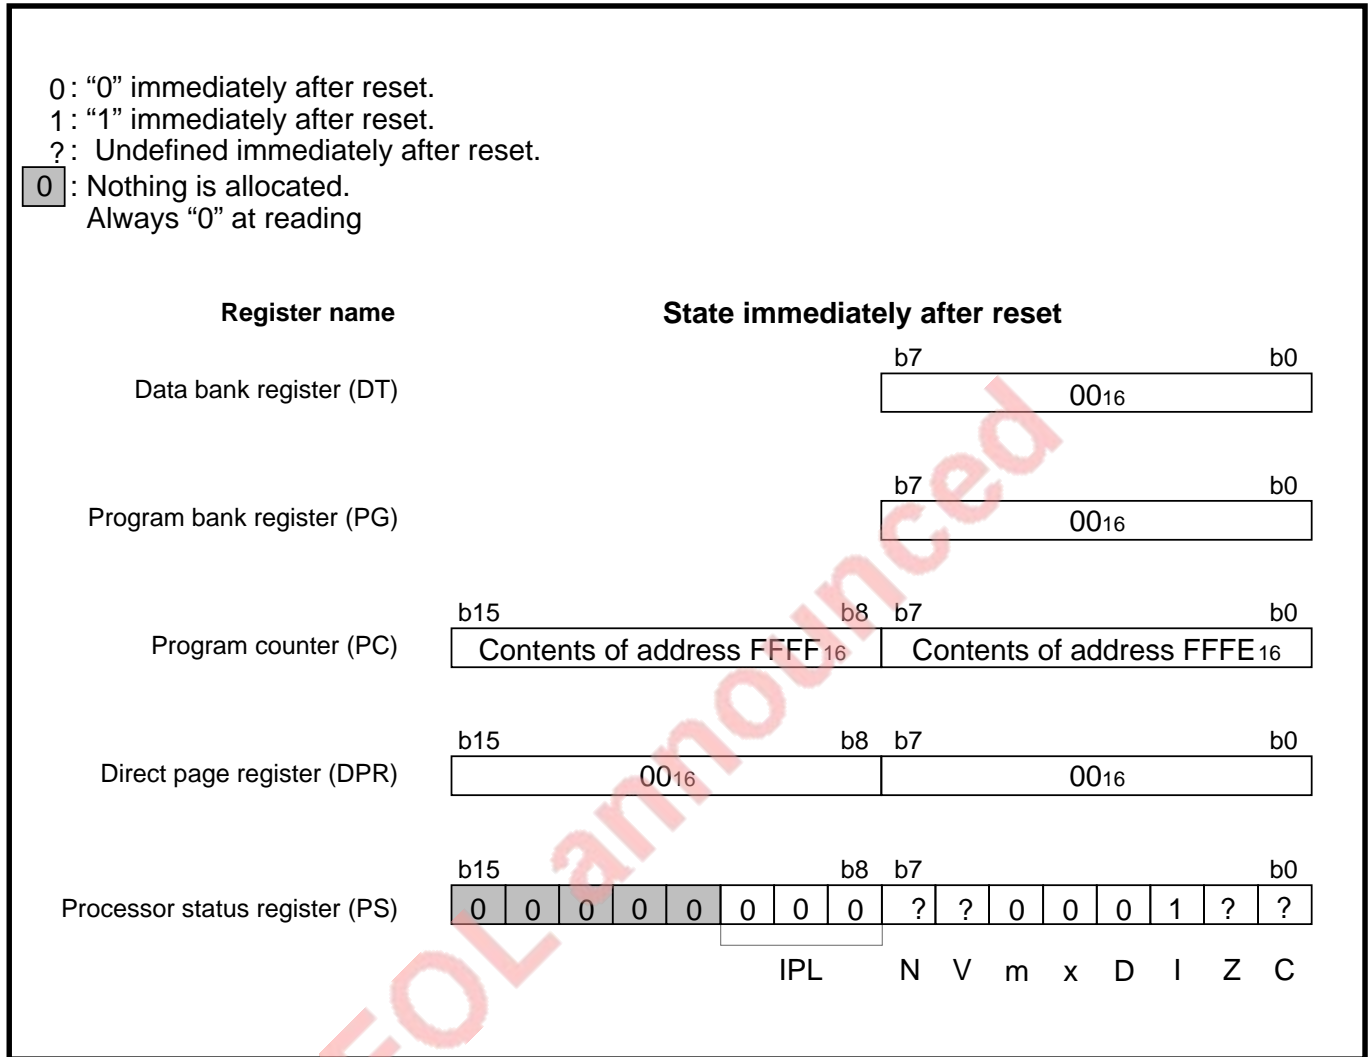 0 : “0” immediately after reset.
1 : “1” immediately after reset.
? : Undefined immediately after reset.
0 : Nothing is allocated.
Always “0” at reading
Register name State immediately after reset
b7 b0
Data bank register (DT) 0016
b7 b0
Program bank register (PG) 0016
b15 b8 b7 b0
Program counter (PC) Contents of address FFFF16 Contents of address FFFE16
b15 b8 b7 b0
Direct page register (DPR) 0016 0016
b15 b8 b7 b0
Processor status register (PS) 0 0 0 0 0 0 0 0 ? ? 0 0 0 1 ? ?
IPL N V m x D I Z C
EOL announced